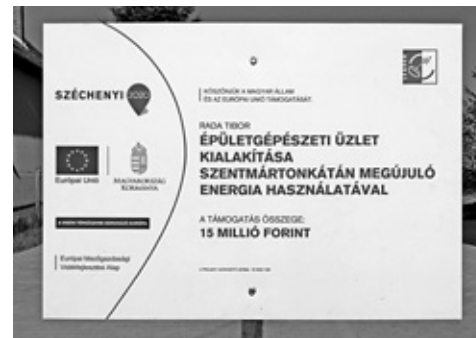 SZÉCHENYI 2020
KÖSZÖNJÜK A MAGYAR ÁLLAM
ÉS AZ EURÓPAI UNIÓ TÁMOGATÁSÁT.
RADA TIBOR
ÉPÜLETGÉPÉSZETI ÜZLET
KIALAKÍTÁSA
SZENTMÁRTONKÁTÁN MEGÚJULÓ
ENERGIA HASZNÁLATÁVAL
Európai Unió
MAGYARORSZÁG
KORMÁNYA
A TÁMOGATÁS ÖSSZEGE:
15 MILLIÓ FORINT
Európai Mezőgazdasági
Vidékfejlesztési Alap